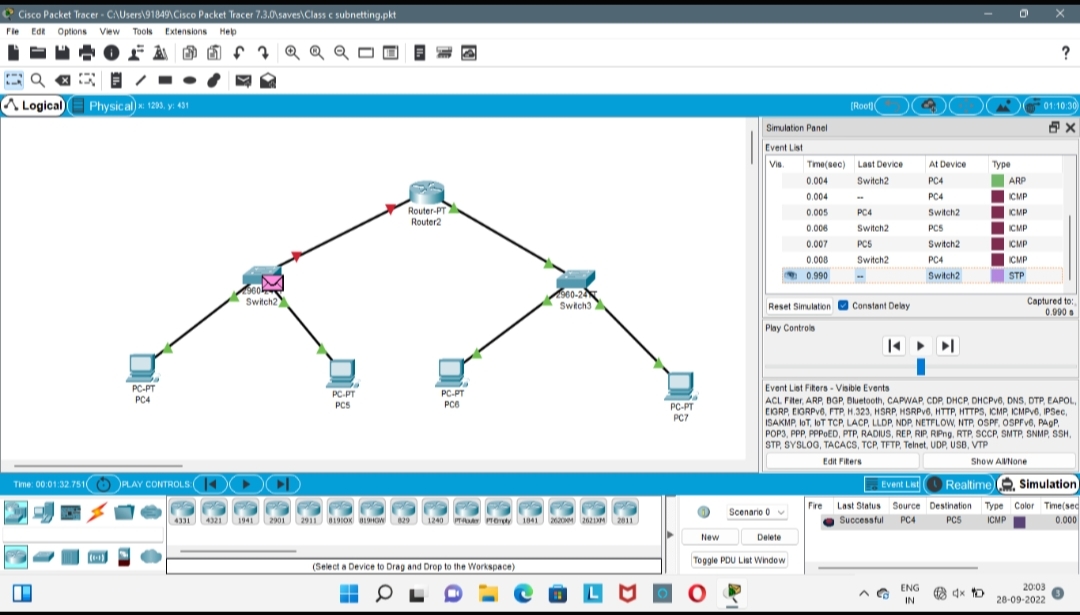 Cisco Packet Tracer - C:\Users\91849\Cisco Packet Tracer 7.3.0\saves\Class c subnetting.pkt
File Edit Options View Tools Extensions Help
?
Logical Physical x: 1293, y: 431 [Root] 01:10:30
Simulation Panel
Event List
Vis. Time(sec) Last Device At Device Type
0.004 Switch2 PC4 ARP
0.004 -- PC4 ICMP
0.005 PC4 Switch2 ICMP
0.006 Switch2 PC5 ICMP
0.007 PC5 Switch2 ICMP
0.008 Switch2 PC4 ICMP
0.990 -- Switch2 STP
Reset Simulation Constant Delay Captured to:
0.990 s
Play Controls
Event List Filters - Visible Events
ACL Filter, ARP, BGP, Bluetooth, CAPWAP, CDP, DHCP, DHCPv6, DNS, DTP, EAPOL,
EIGRP, EIGRPv6, FTP, H.323, HSRP, HSRPv6, HTTP, HTTPS, ICMP, ICMPv6, IPSec,
ISAKMP, IoT, IoT TCP, LACP, LLDP, NDP, NETFLOW, NTP, OSPF, OSPFv6, PAgP,
POP3, PPP, PPPoED, PTP, RADIUS, REP, RIP, RIPng, RTP, SCCP, SMTP, SNMP, SSH,
STP, SYSLOG, TACACS, TCP, TFTP, Telnet, UDP, USB, VTP
Edit Filters Show All/None
Router-PT
Router2
Switch2
2960-24TT
Switch3
PC-PT
PC4
PC-PT
PC5
PC-PT
PC6
PC-PT
PC7
Time: 00:01:32.751 PLAY CONTROLS: Event List Realtime Simulation
4331 4321 1941 2901 2911 819IOX 819HGW 829 1240 PT-Router PT-Empty 1841 2620XM 2621XM 2811
(Select a Device to Drag and Drop to the Workspace)
Scenario 0
New Delete
Toggle PDU List Window
Fire Last Status Source Destination Type Color Time(sec
Successful PC4 PC5 ICMP 0.000
ENG
IN
20:03
28-09-2022